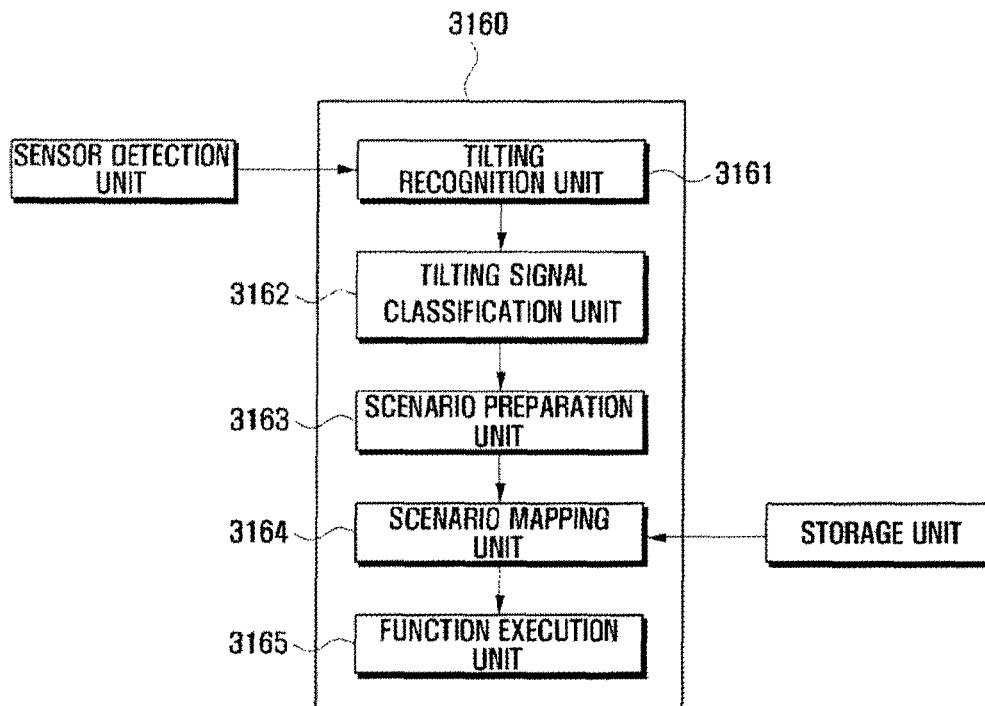 3160
SENSOR DETECTION
UNIT
TILTING
RECOGNITION UNIT
3161
3162
TILTING SIGNAL
CLASSIFICATION UNIT
3163
SCENARIO PREPARATION
UNIT
3164
SCENARIO MAPPING
UNIT
STORAGE UNIT
3165
FUNCTION EXECUTION
UNIT